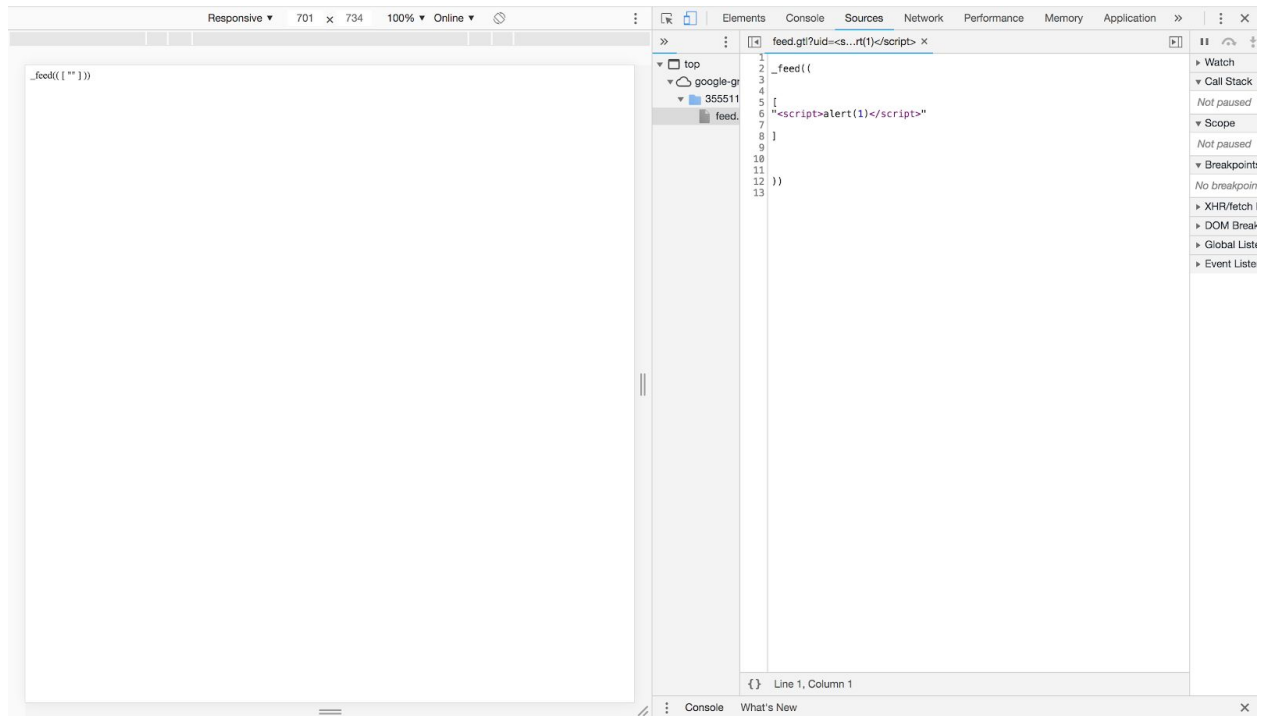 Responsive ▼ 701 × 734 100% ▼ Online ▼
_feed(( [ "" ] ))
Elements Console Sources Network Performance Memory Application »
» feed.gtl?uid=<s...rt(1)</script> ×
▼ top
▼ google-gr
▼ 355511
feed.
1
2 _feed((
3
4
5 [
6 "<script>alert(1)</script>"
7
8 ]
9
10
11
12 ))
13
{} Line 1, Column 1
▶ Watch
▼ Call Stack
Not paused
▼ Scope
Not paused
▼ Breakpoints
No breakpoin
▶ XHR/fetch
▶ DOM Break
▶ Global Liste
▶ Event Liste
Console What's New